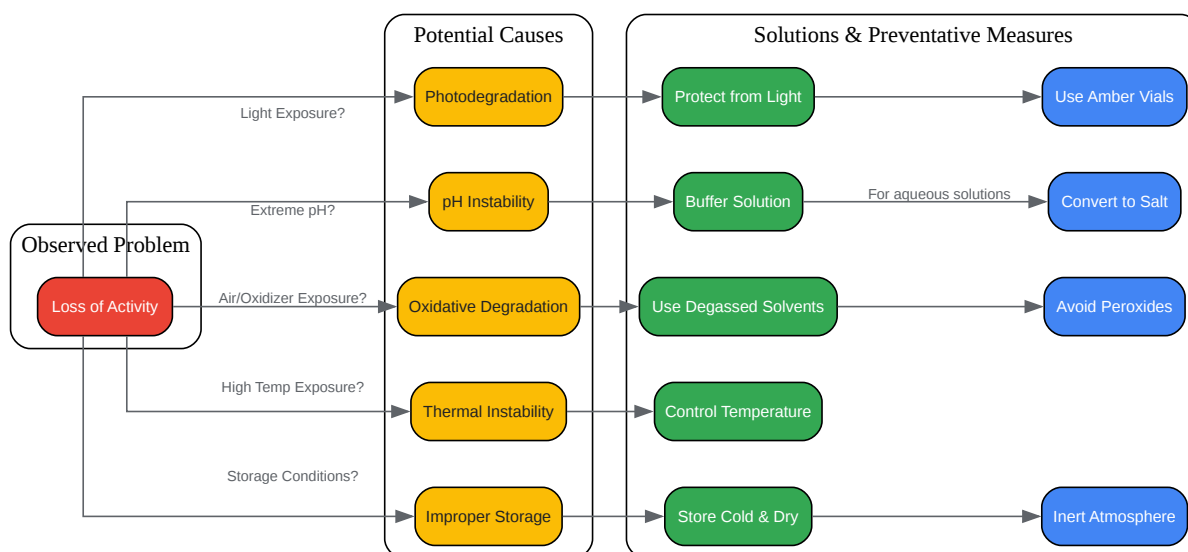 Potential Causes
Solutions & Preventative Measures
Photodegradation
Protect from Light
Use Amber Vials
Light Exposure?
pH Instability
Buffer Solution
For aqueous solutions
Convert to Salt
Extreme pH?
Observed Problem
Loss of Activity
Air/Oxidizer Exposure?
Oxidative Degradation
Use Degassed Solvents
Avoid Peroxides
High Temp Exposure?
Thermal Instability
Control Temperature
Storage Conditions?
Improper Storage
Store Cold & Dry
Inert Atmosphere